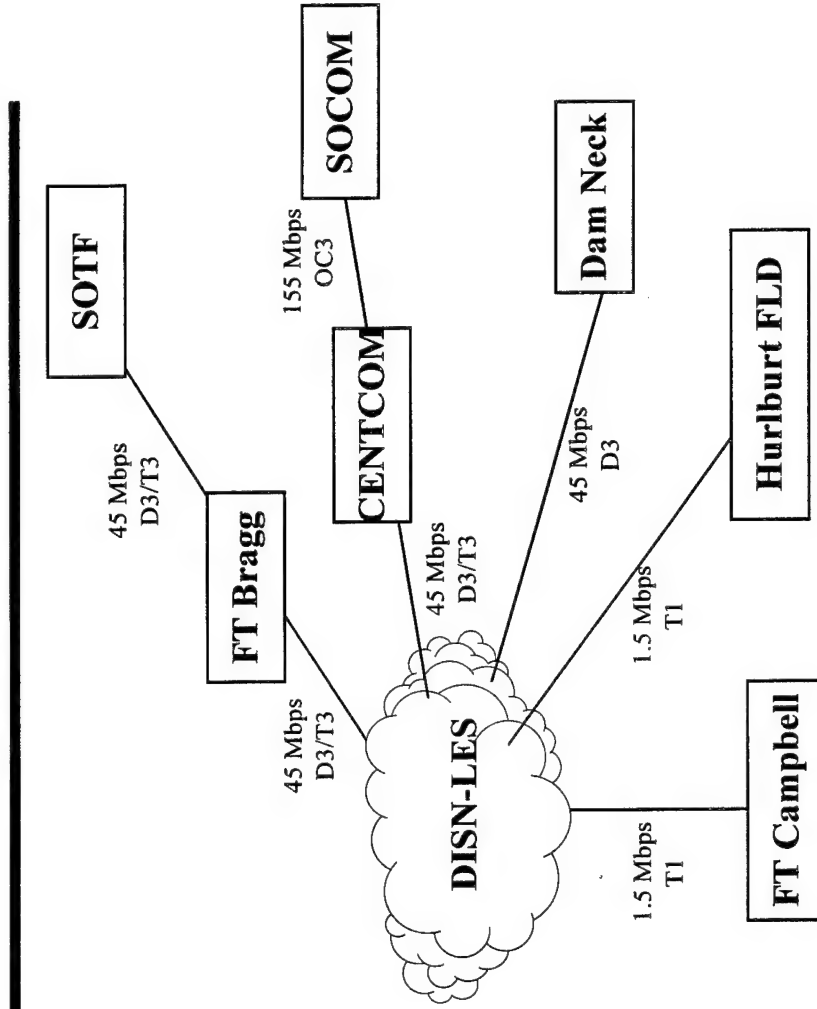 SOTF
45 Mbps
D3/T3
FT Bragg
45 Mbps
D3/T3
SOCOM
155 Mbps
OC3
CENTCOM
45 Mbps
D3/T3
DISN-LES
Dam Neck
45 Mbps
D3
Hurlburt FLD
1.5 Mbps
T1
FT Campbell
1.5 Mbps
T1